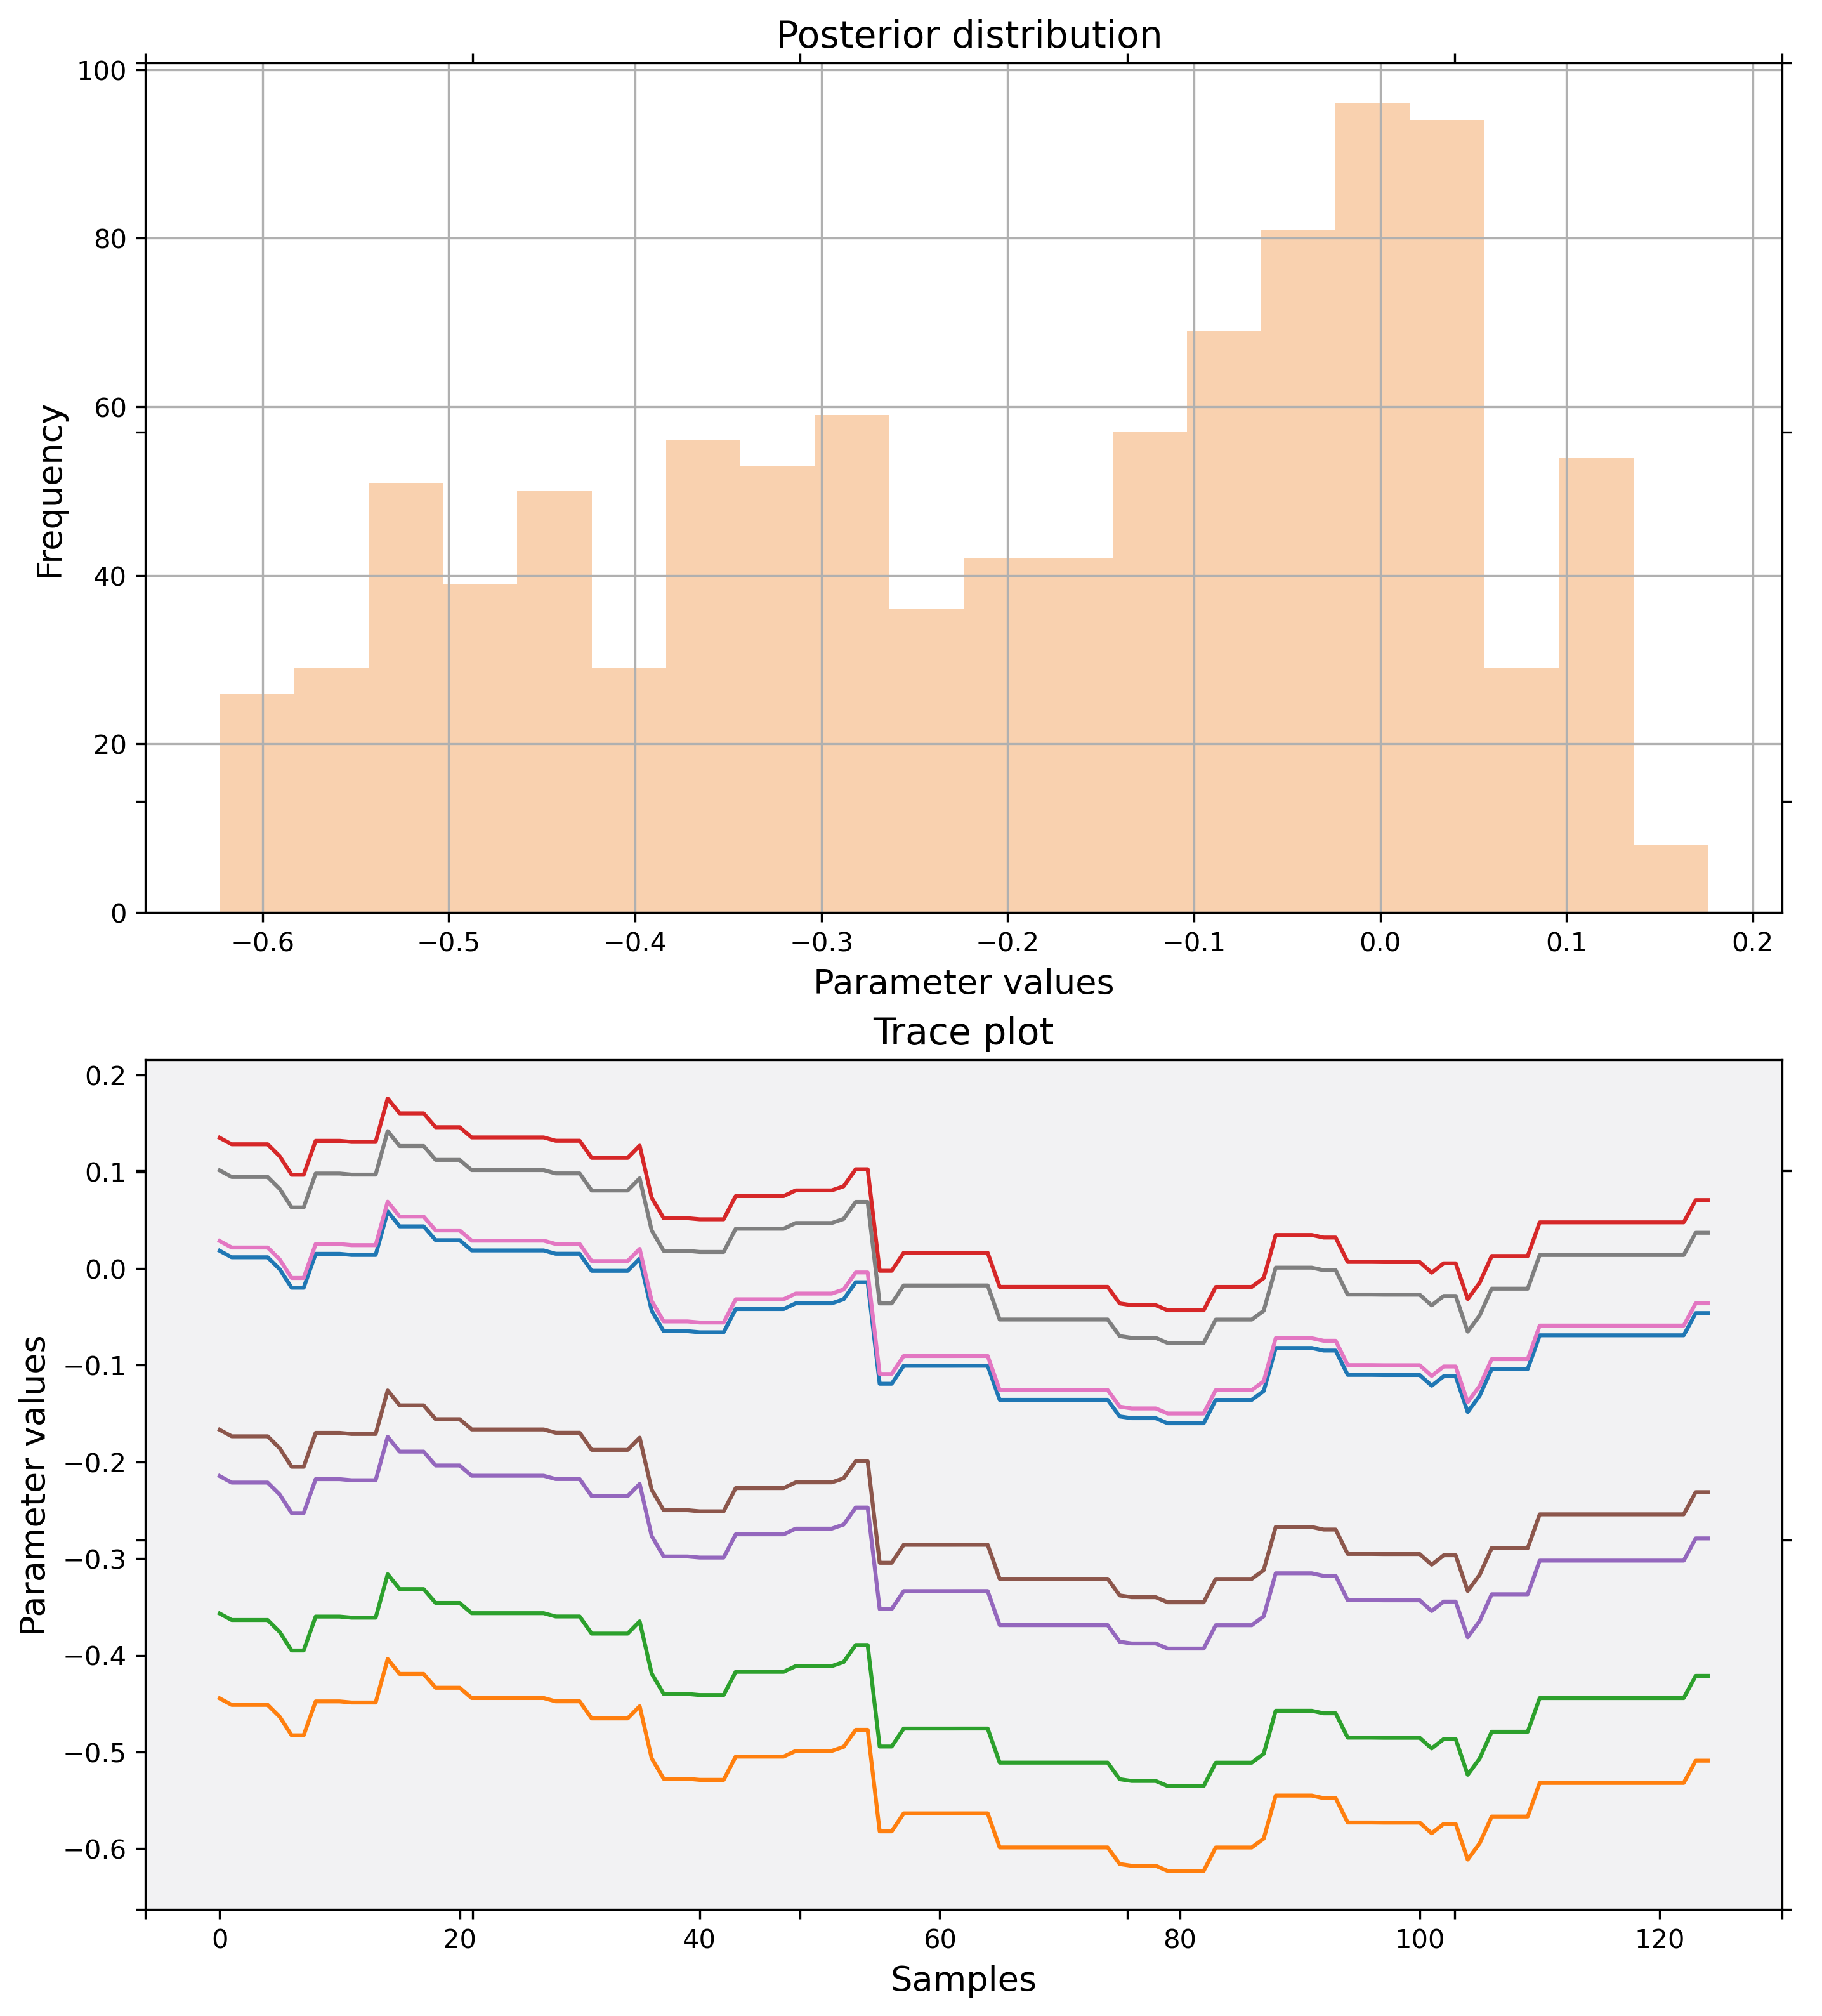 Posterior distribution
100
80
60
40
20
0
Frequency
−0.6 −0.5 −0.4 −0.3 −0.2 −0.1 0.0 0.1 0.2
Parameter values
Trace plot
0.2
0.1
0.0
−0.1
−0.2
−0.3
−0.4
−0.5
−0.6
Parameter values
0 20 40 60 80 100 120
Samples